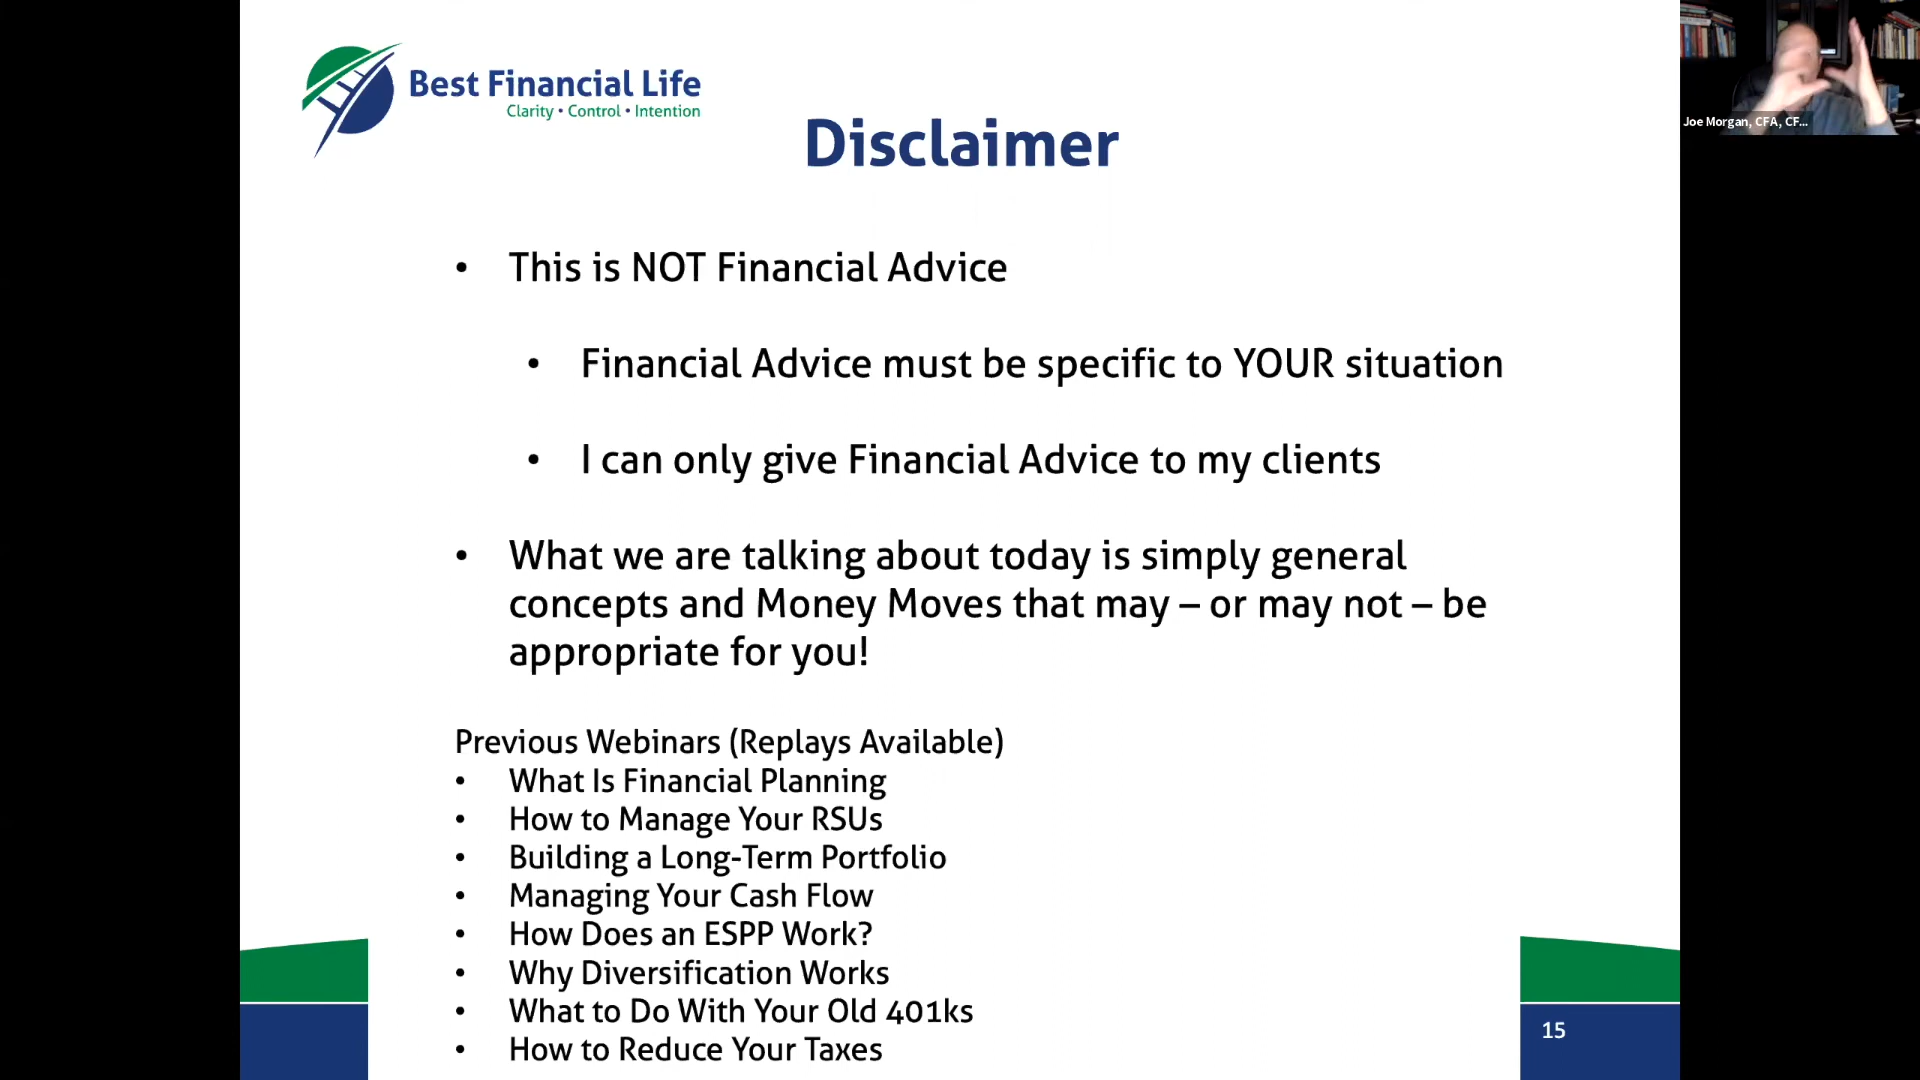 Best Financial Life
Clarity • Control • Intention
Disclaimer
Joe Morgan, CFA, CF...
• This is NOT Financial Advice
• Financial Advice must be specific to YOUR situation
• I can only give Financial Advice to my clients
• What we are talking about today is simply general
concepts and Money Moves that may – or may not – be
appropriate for you!
Previous Webinars (Replays Available)
• What Is Financial Planning
• How to Manage Your RSUs
• Building a Long-Term Portfolio
• Managing Your Cash Flow
• How Does an ESPP Work?
• Why Diversification Works
• What to Do With Your Old 401ks
• How to Reduce Your Taxes
15